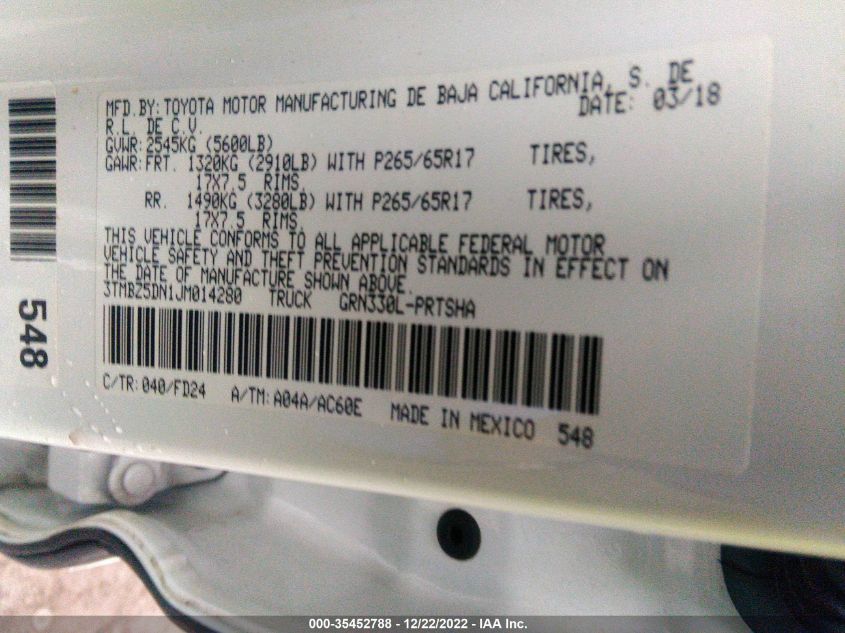 MFD.BY:TOYOTA MOTOR MANUFACTURING DE BAJA CALIFORNIA, S. DE
R.L. DE C.V. DATE: 03/18
GVWR:2545KG (5600LB)
GAWR:FRT. 1320KG (2910LB) WITH P265/65R17 TIRES,
17X7.5 RIMS,
RR. 1490KG (3280LB) WITH P265/65R17 TIRES,
17X7.5 RIMS,
THIS VEHICLE CONFORMS TO ALL APPLICABLE FEDERAL MOTOR
VEHICLE SAFETY AND THEFT PREVENTION STANDARDS IN EFFECT ON
THE DATE OF MANUFACTURE SHOWN ABOVE.
3TMBZ5DN1JM014280 TRUCK GRN330L-PRTSHA
C/TR:040/FD24 A/TM:A04A/AC60E MADE IN MEXICO 548
548
000-35452788 - 12/22/2022 - IAA Inc.